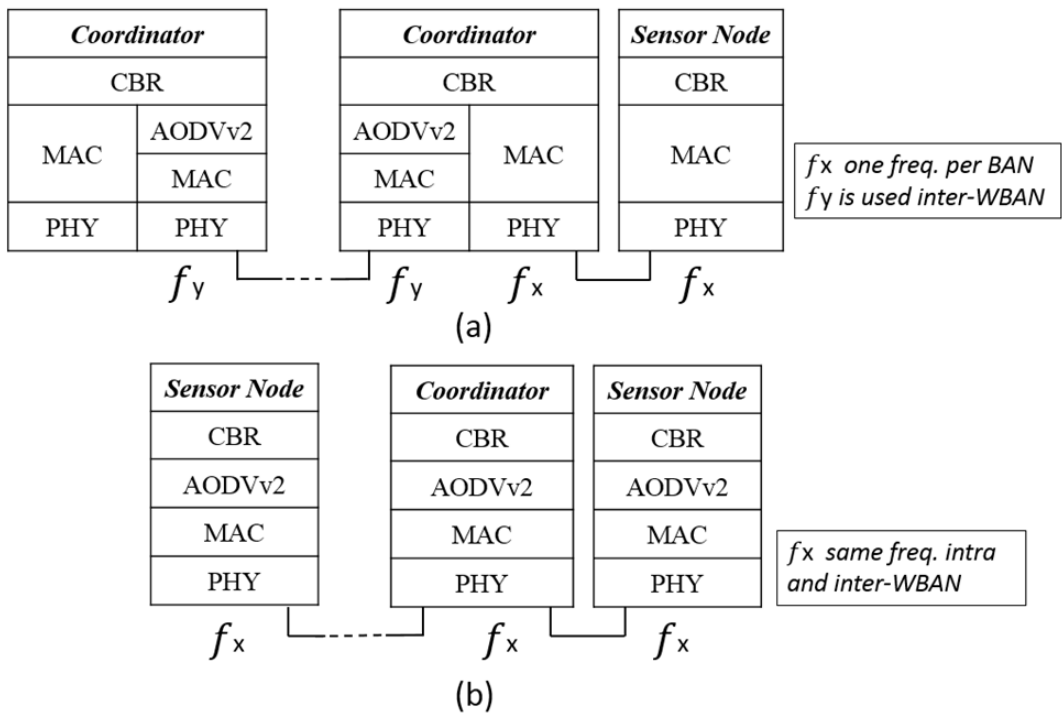 Coordinator Coordinator Sensor Node
CBR CBR CBR
MAC AODVv2 AODVv2 MAC MAC
MAC MAC
PHY PHY PHY PHY PHY
fx one freq. per BAN
fy is used inter-WBAN
fy fy fx fx
(a)
Sensor Node Coordinator Sensor Node
CBR CBR CBR
AODVv2 AODVv2 AODVv2
MAC MAC MAC
PHY PHY PHY
fx same freq. intra
and inter-WBAN
fx fx fx
(b)